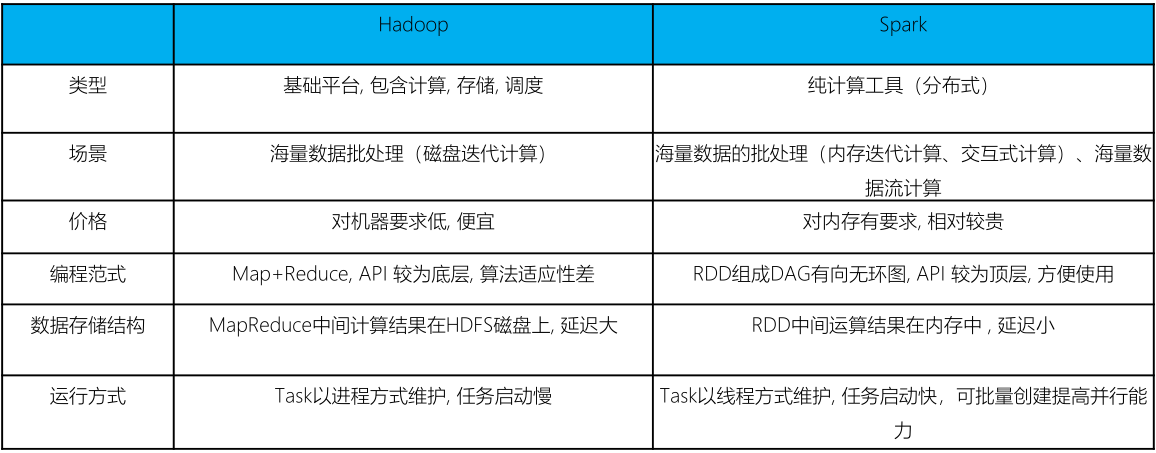 Hadoop
Spark
类型
基础平台, 包含计算, 存储, 调度
纯计算工具（分布式）
场景
海量数据批处理（磁盘迭代计算）
海量数据的批处理（内存迭代计算、交互式计算）、海量数
据流计算
价格
对机器要求低, 便宜
对内存有要求, 相对较贵
编程范式
Map+Reduce, API 较为底层, 算法适应性差
RDD组成DAG有向无环图, API 较为顶层, 方便使用
数据存储结构
MapReduce中间计算结果在HDFS磁盘上, 延迟大
RDD中间运算结果在内存中 , 延迟小
运行方式
Task以进程方式维护, 任务启动慢
Task以线程方式维护, 任务启动快，可批量创建提高并行能
力